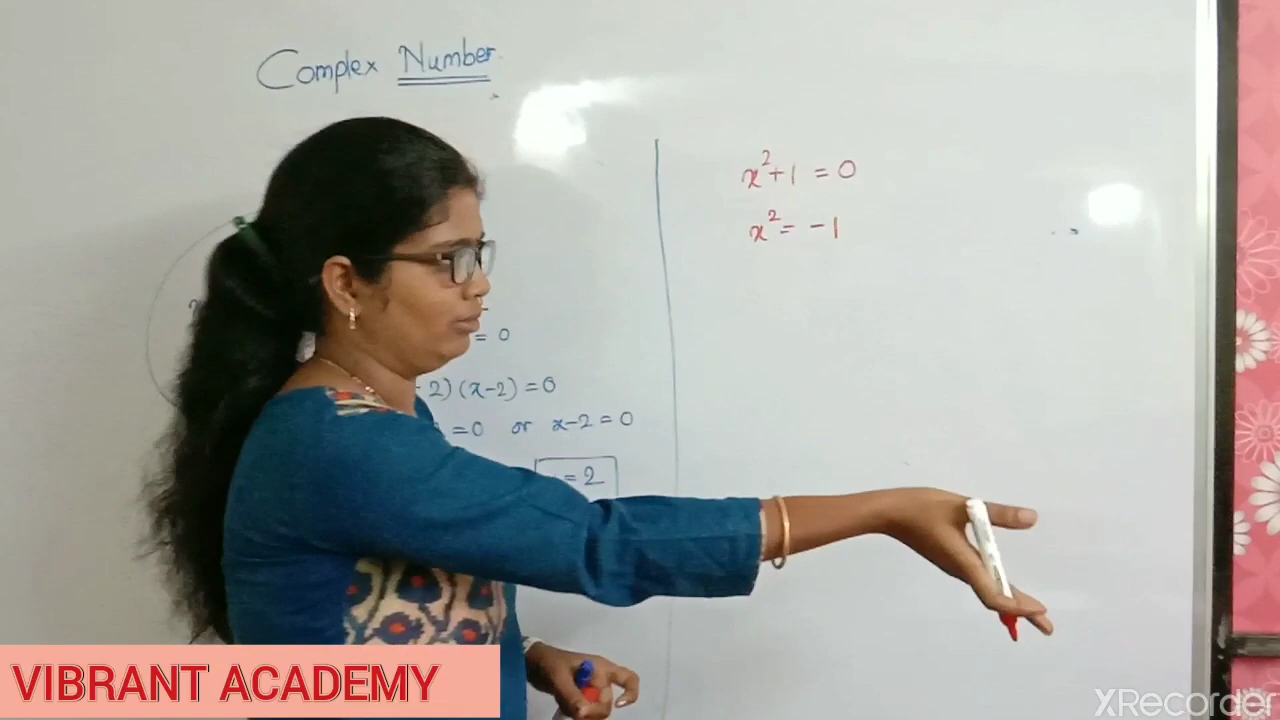 Complex Number
= 0
2) (x-2) = 0
= 0 or x-2 = 0
= 2
x²+1 = 0
x² = -1
VIBRANT ACADEMY
XRecorder